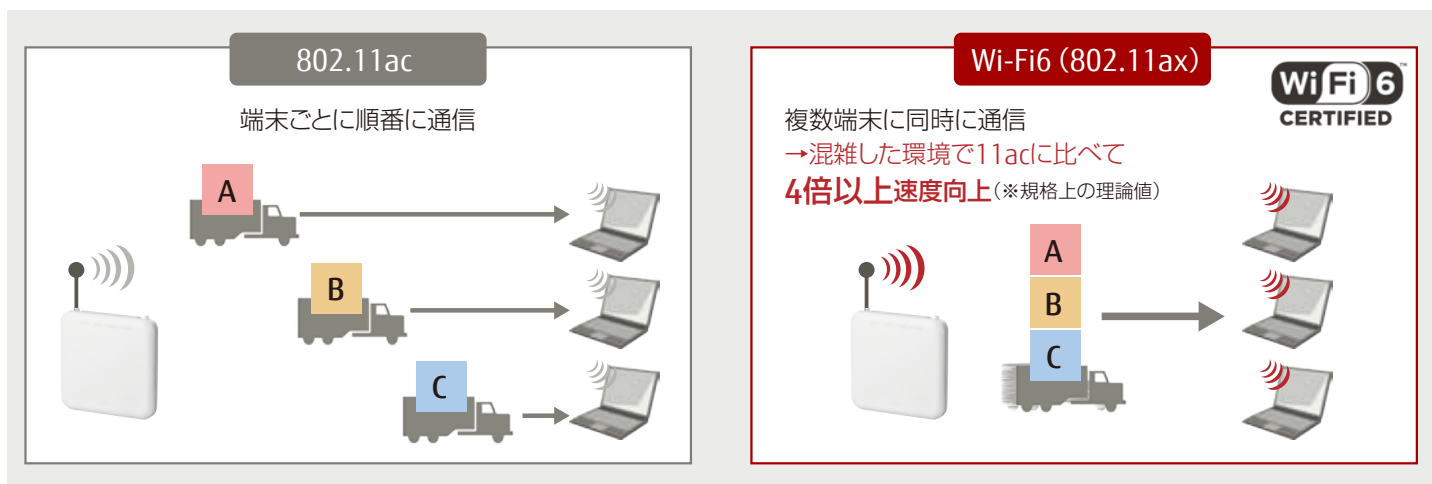 802.11ac
端末ごとに順番に通信
A
B
C
Wi-Fi6（802.11ax）
Wi Fi 6™
CERTIFIED
複数端末に同時に通信
→混雑した環境で11acに比べて
4倍以上速度向上（※規格上の理論値）
A
B
C